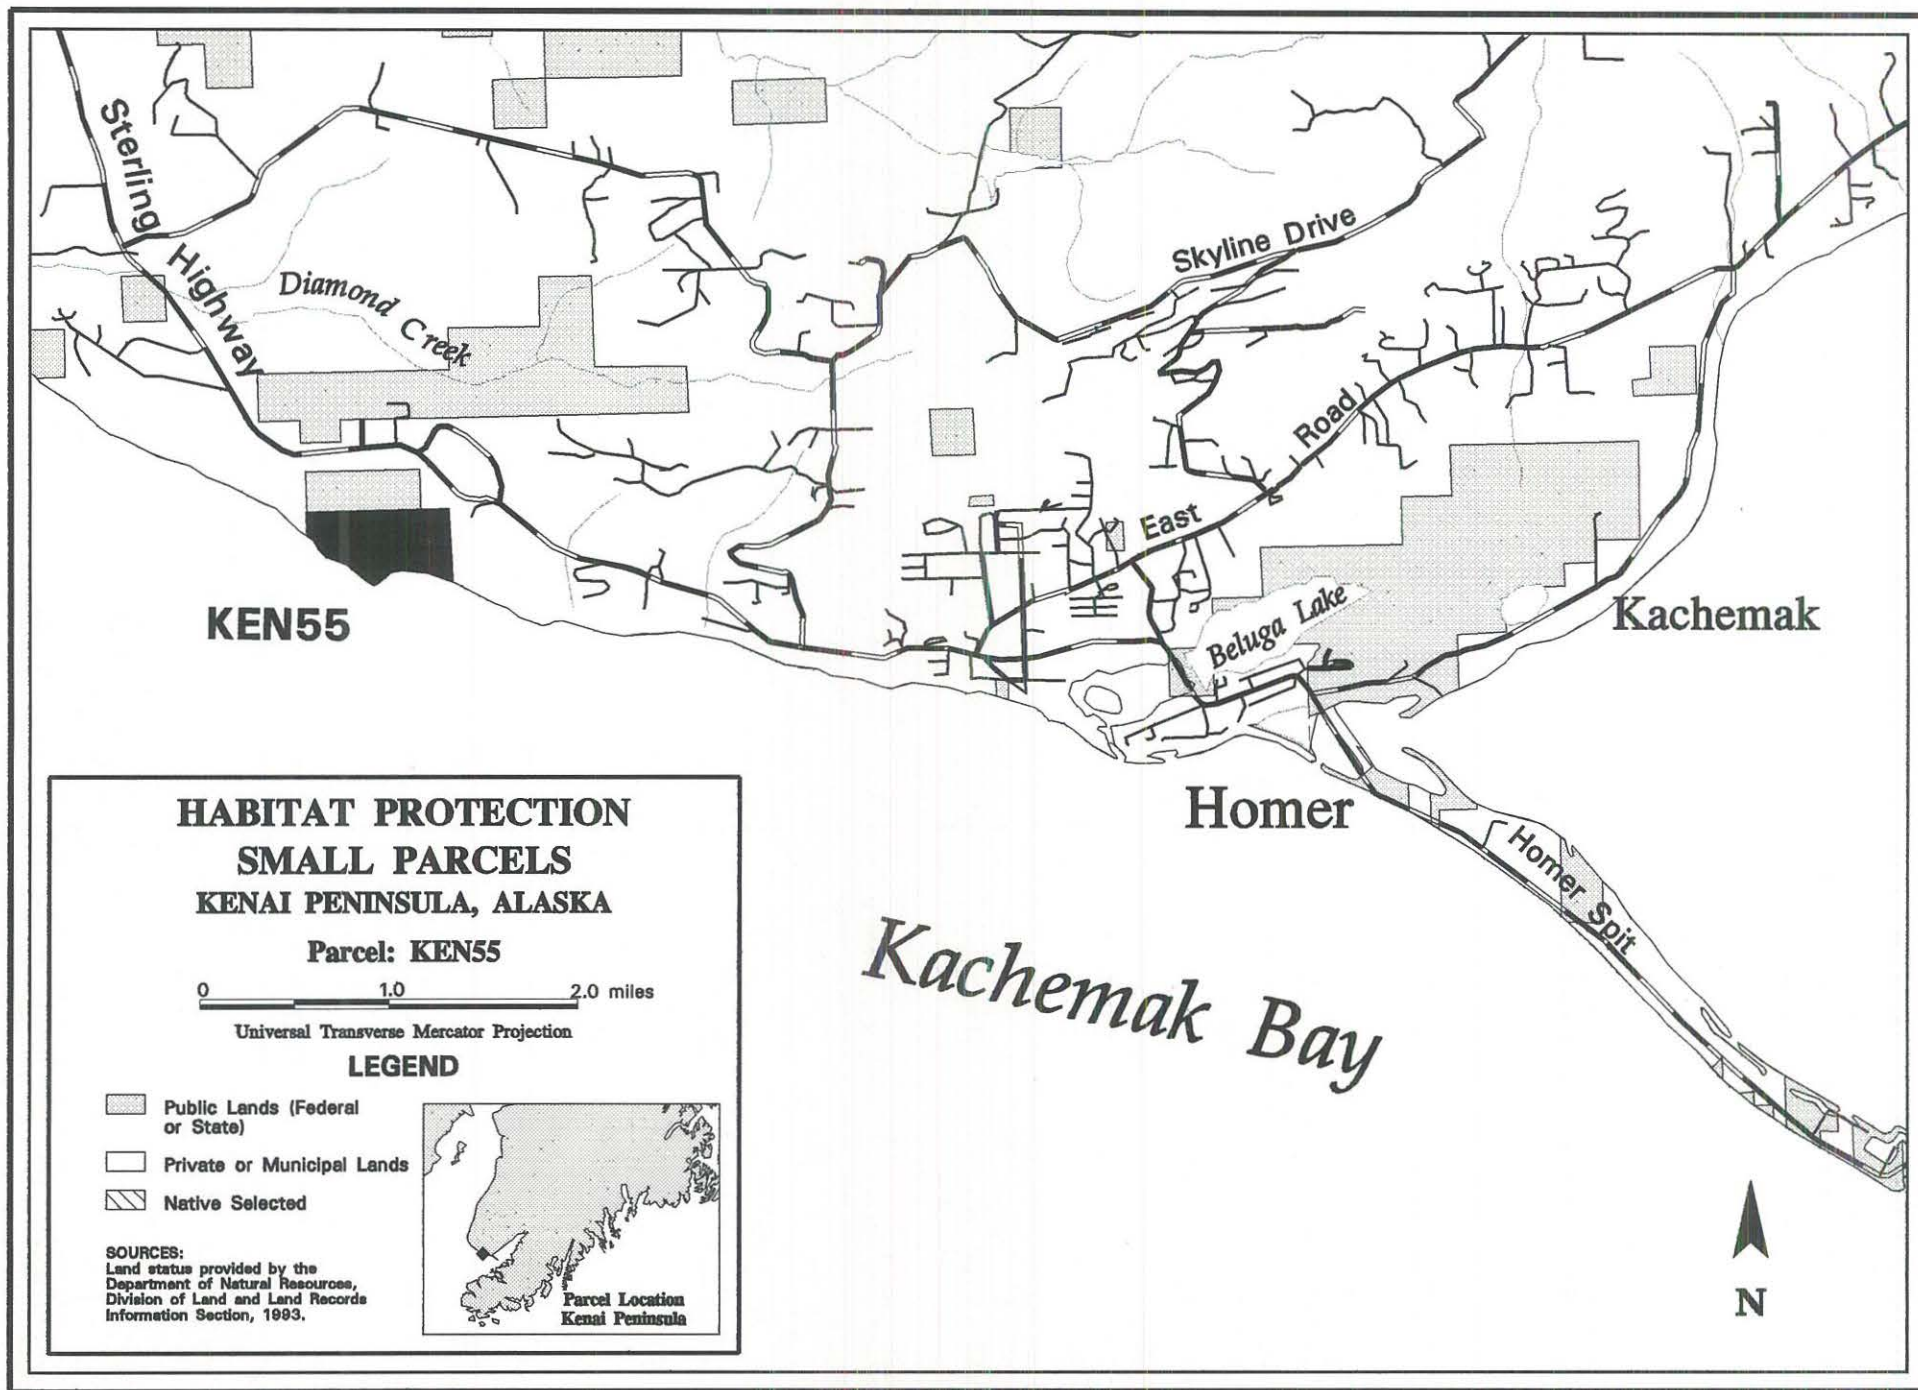 Sterling
Highway
Diamond Creek
Skyline Drive
East
Road
KEN55
Beluga Lake
Kachemak
Homer
Homer Spit
Kachemak Bay
HABITAT PROTECTION
SMALL PARCELS
KENAI PENINSULA, ALASKA
Parcel: KEN55
0 1.0 2.0 miles
Universal Transverse Mercator Projection
LEGEND
Public Lands (Federal
or State)
Private or Municipal Lands
Native Selected
SOURCES:
Land status provided by the
Department of Natural Resources,
Division of Land and Land Records
Information Section, 1993.
Parcel Location
Kenai Peninsula
N